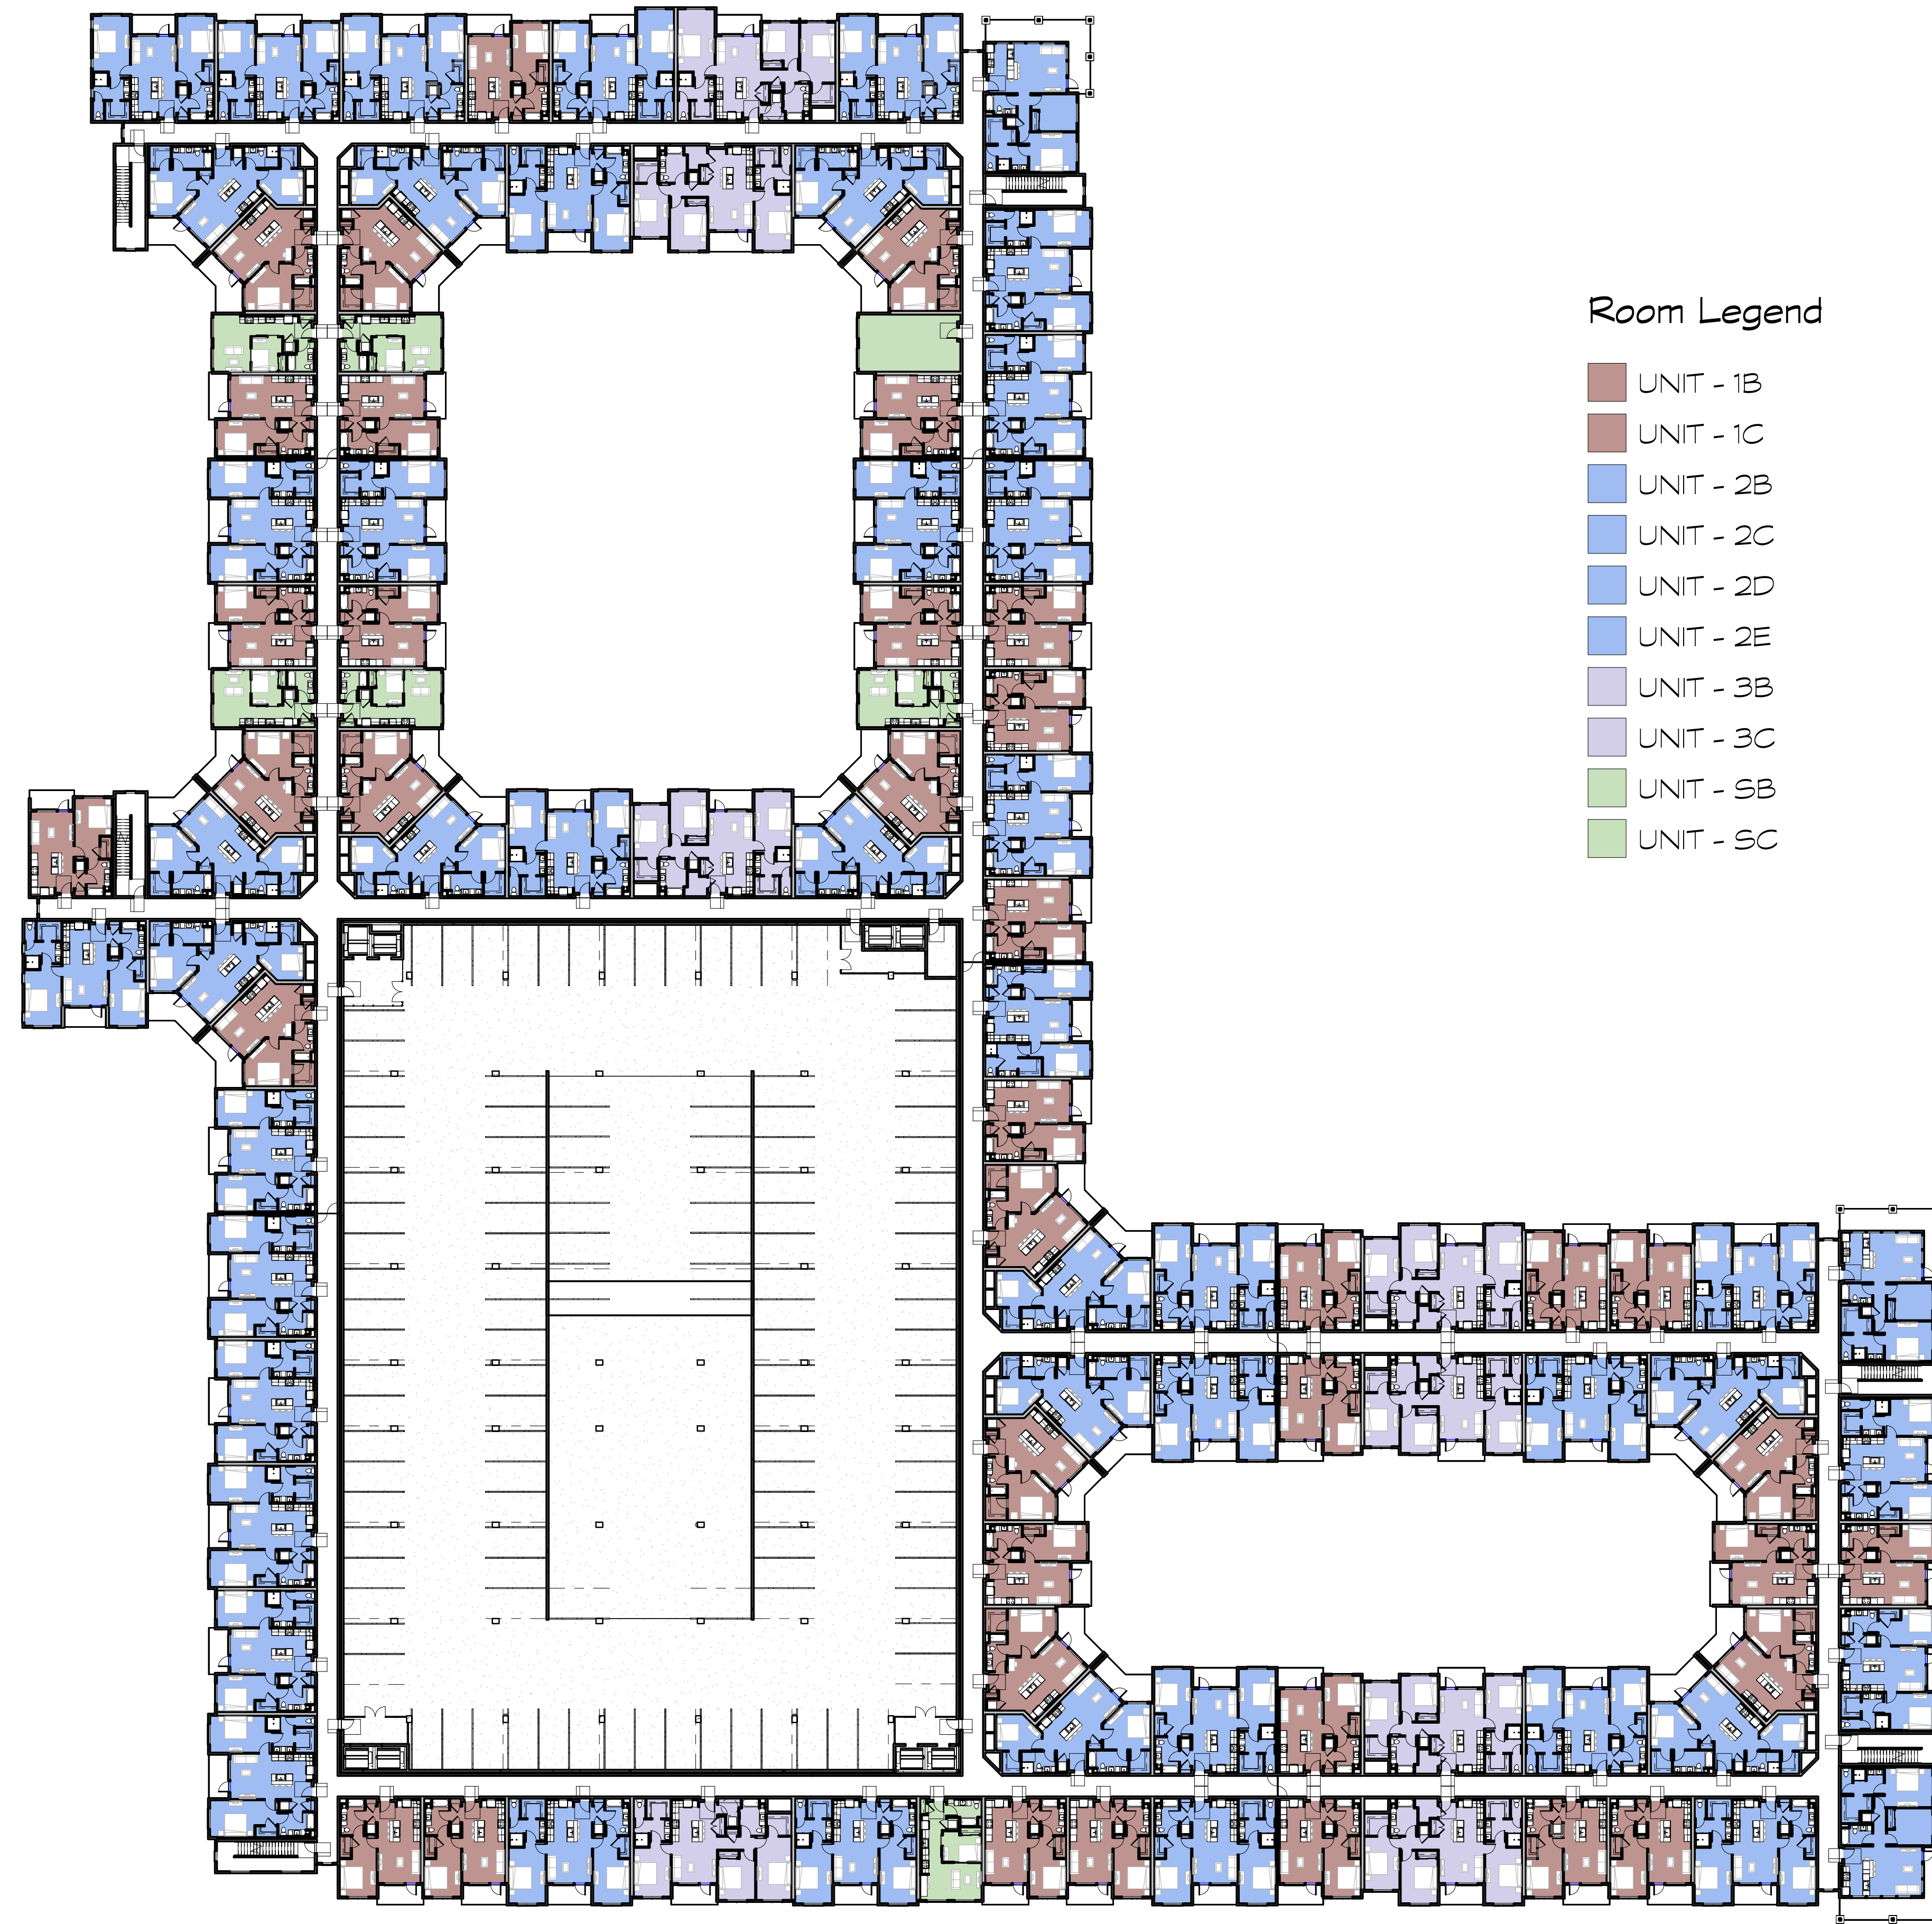 Room Legend
UNIT - 1B
UNIT - 1C
UNIT - 2B
UNIT - 2C
UNIT - 2D
UNIT - 2E
UNIT - 3B
UNIT - 3C
UNIT - SB
UNIT - SC